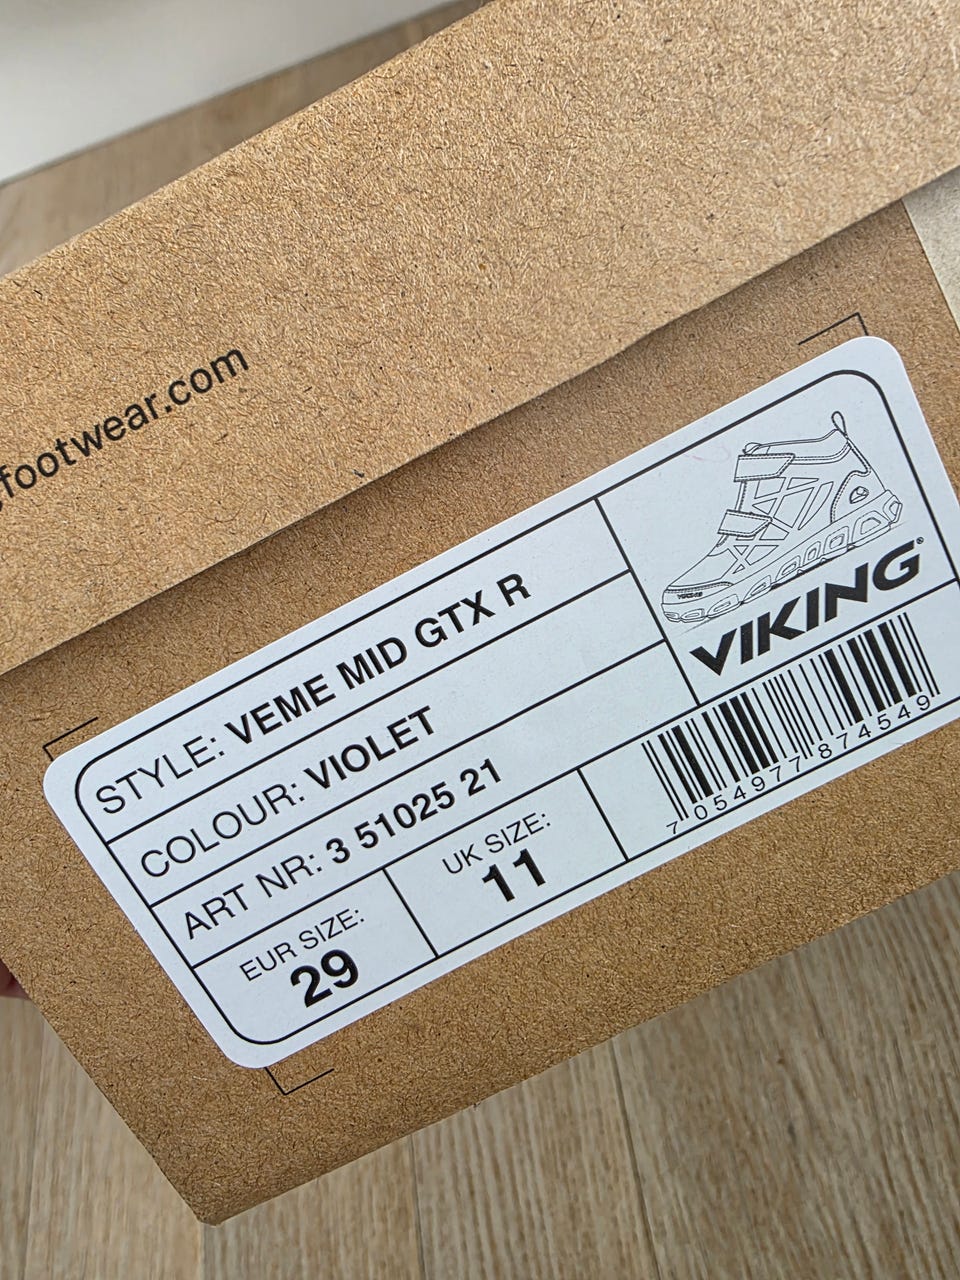 footwear.com
STYLE: VEME MID GTX R
COLOUR: VIOLET
ART NR: 3 51025 21
EUR SIZE:
29
UK SIZE:
11
VIKING®
7 054977 874549